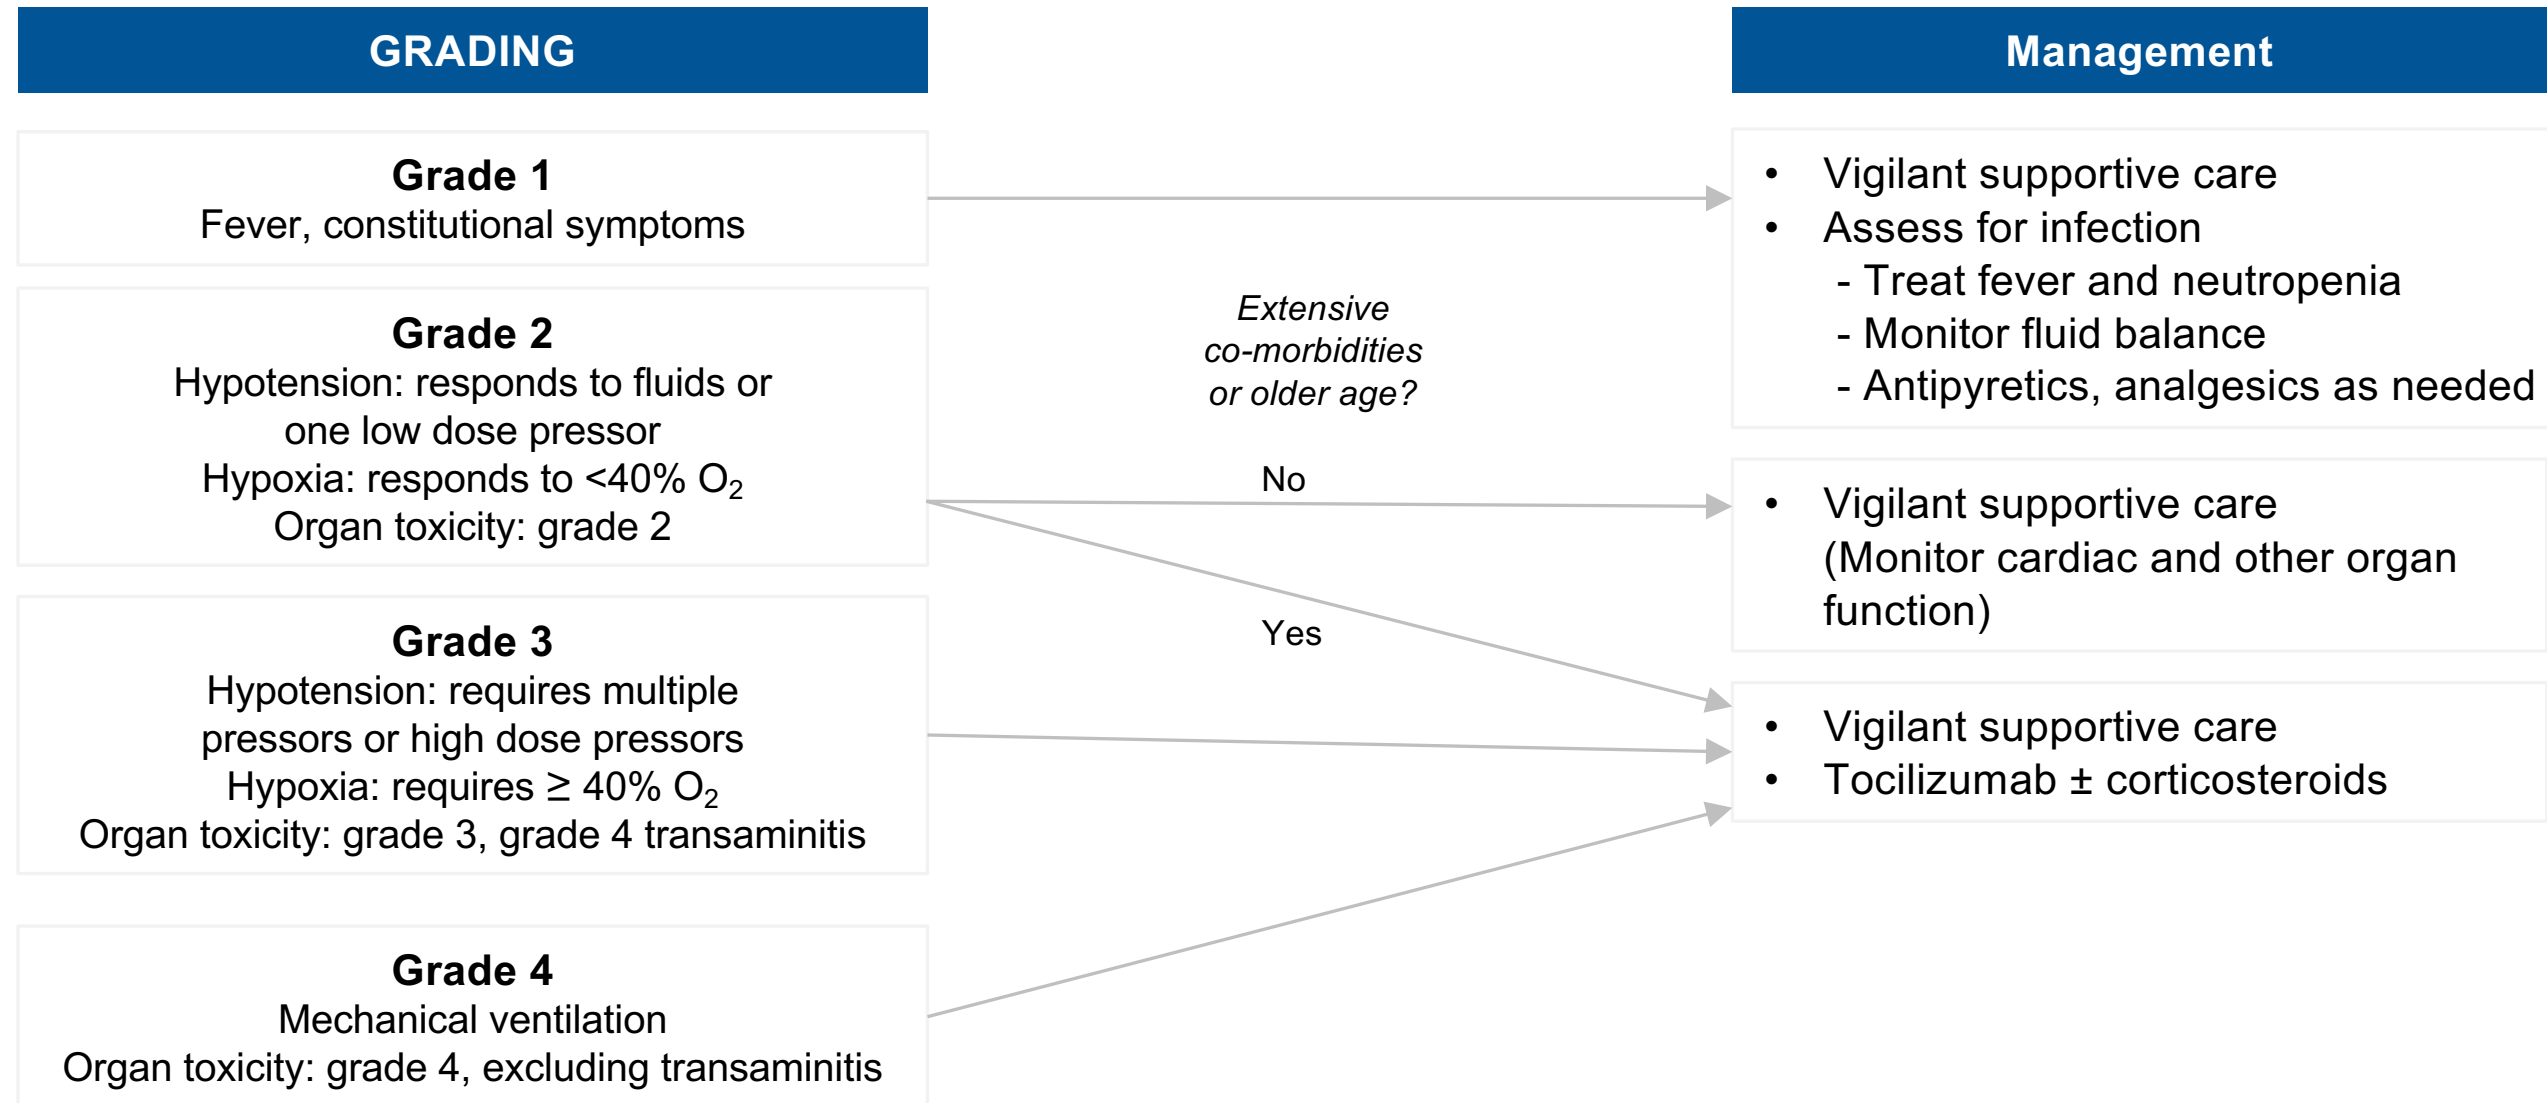 GRADING
Grade 1
Fever, constitutional symptoms
Grade 2
Hypotension: responds to fluids or
one low dose pressor
Hypoxia: responds to <40% O₂
Organ toxicity: grade 2
Grade 3
Hypotension: requires multiple
pressors or high dose pressors
Hypoxia: requires ≥ 40% O₂
Organ toxicity: grade 3, grade 4 transaminitis
Grade 4
Mechanical ventilation
Organ toxicity: grade 4, excluding transaminitis
Extensive
co-morbidities
or older age?
No
Yes
Management
• Vigilant supportive care
• Assess for infection
- Treat fever and neutropenia
- Monitor fluid balance
- Antipyretics, analgesics as needed
• Vigilant supportive care
(Monitor cardiac and other organ
function)
• Vigilant supportive care
• Tocilizumab ± corticosteroids